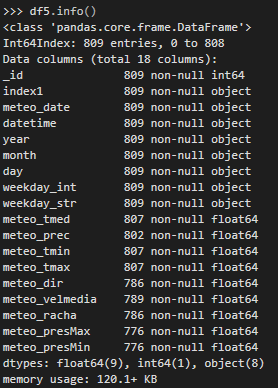 >>> df5.info()
<class 'pandas.core.frame.DataFrame'>
Int64Index: 809 entries, 0 to 808
Data columns (total 18 columns):
_id 809 non-null int64
index1 809 non-null object
meteo_date 809 non-null object
datetime 809 non-null object
year 809 non-null object
month 809 non-null object
day 809 non-null object
weekday_int 809 non-null object
weekday_str 809 non-null object
meteo_tmed 807 non-null float64
meteo_prec 802 non-null float64
meteo_tmin 807 non-null float64
meteo_tmax 807 non-null float64
meteo_dir 786 non-null float64
meteo_velmedia 789 non-null float64
meteo_racha 786 non-null float64
meteo_presMax 776 non-null float64
meteo_presMin 776 non-null float64
dtypes: float64(9), int64(1), object(8)
memory usage: 120.1+ KB